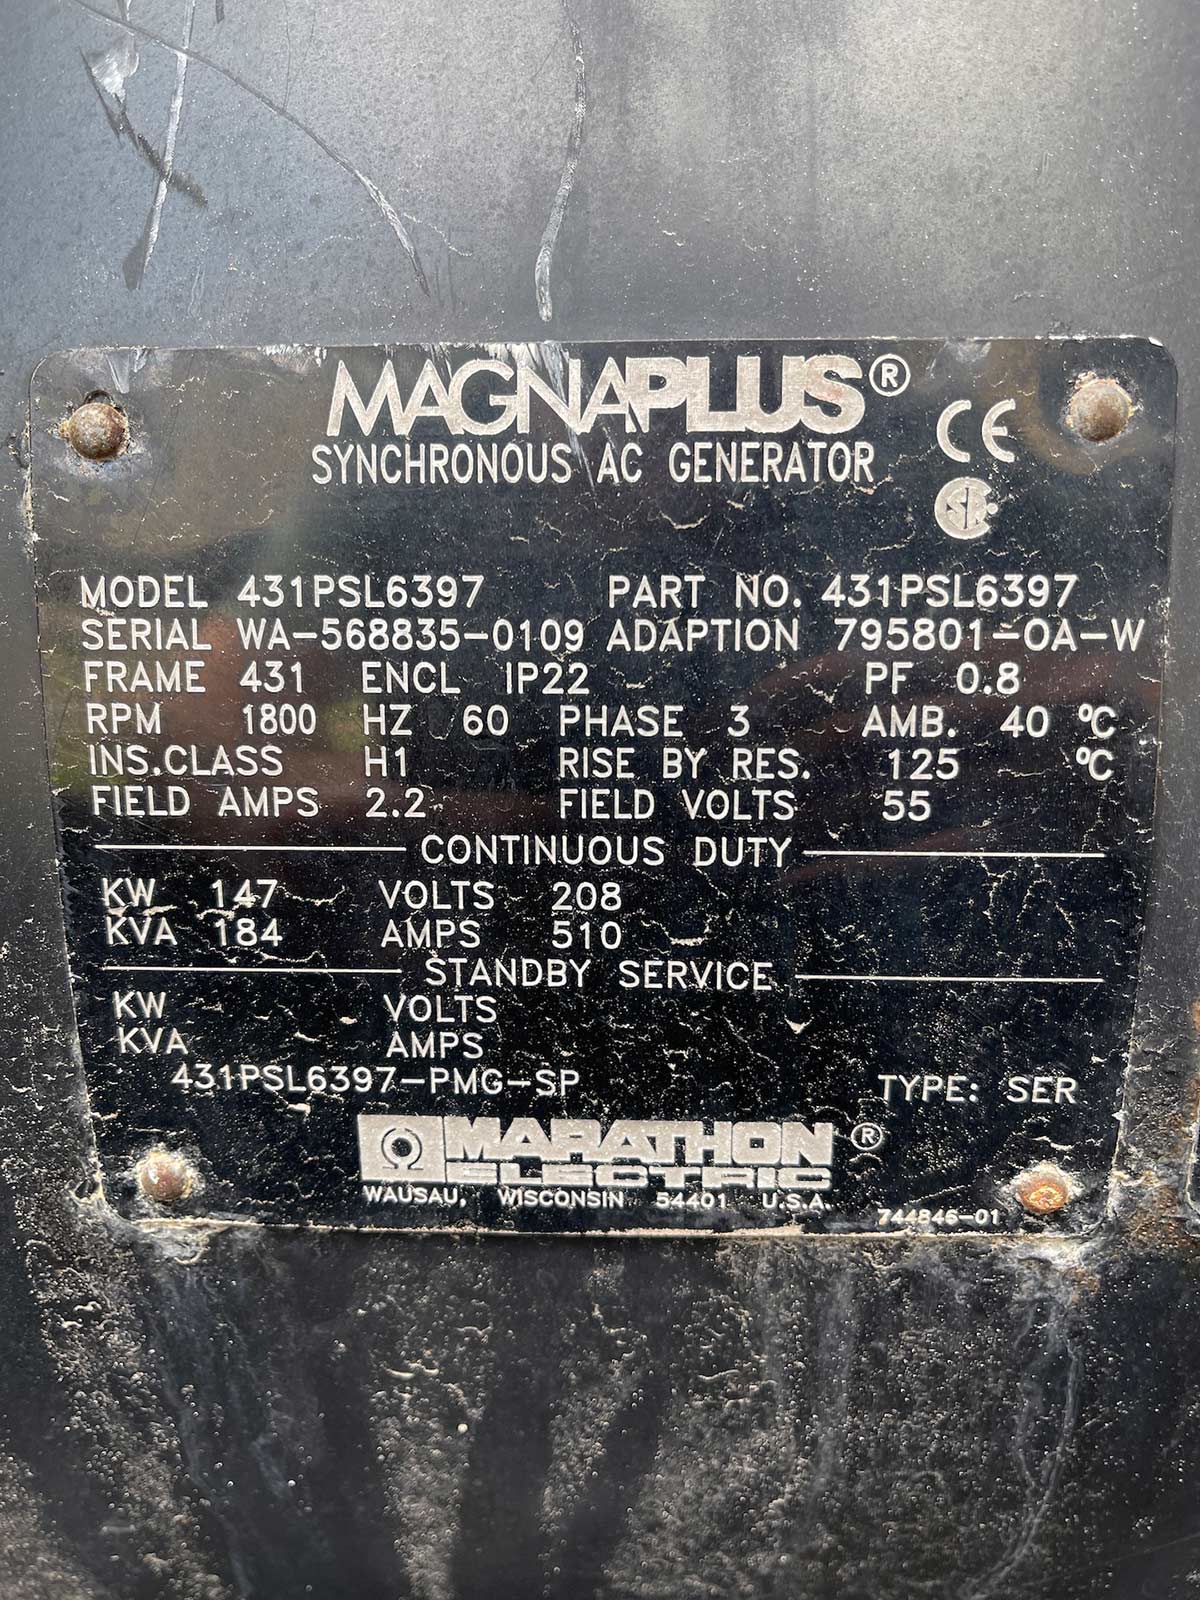 MAGNAPLUS®
SYNCHRONOUS AC GENERATOR
CE
MODEL 431PSL6397 PART NO. 431PSL6397
SERIAL WA-568835-0109 ADAPTION 795801-OA-W
FRAME 431 ENCL IP22 PF 0.8
RPM 1800 HZ 60 PHASE 3 AMB. 40 ºC
INS.CLASS H1 RISE BY RES. 125 ºC
FIELD AMPS 2.2 FIELD VOLTS 55
CONTINUOUS DUTY
KW 147 VOLTS 208
KVA 184 AMPS 510
STANDBY SERVICE
KW VOLTS
KVA AMPS
431PSL6397-PMG-SP TYPE: SER
MARATHON®
ELECTRIC
WAUSAU, WISCONSIN 54401 U.S.A.
744846-01